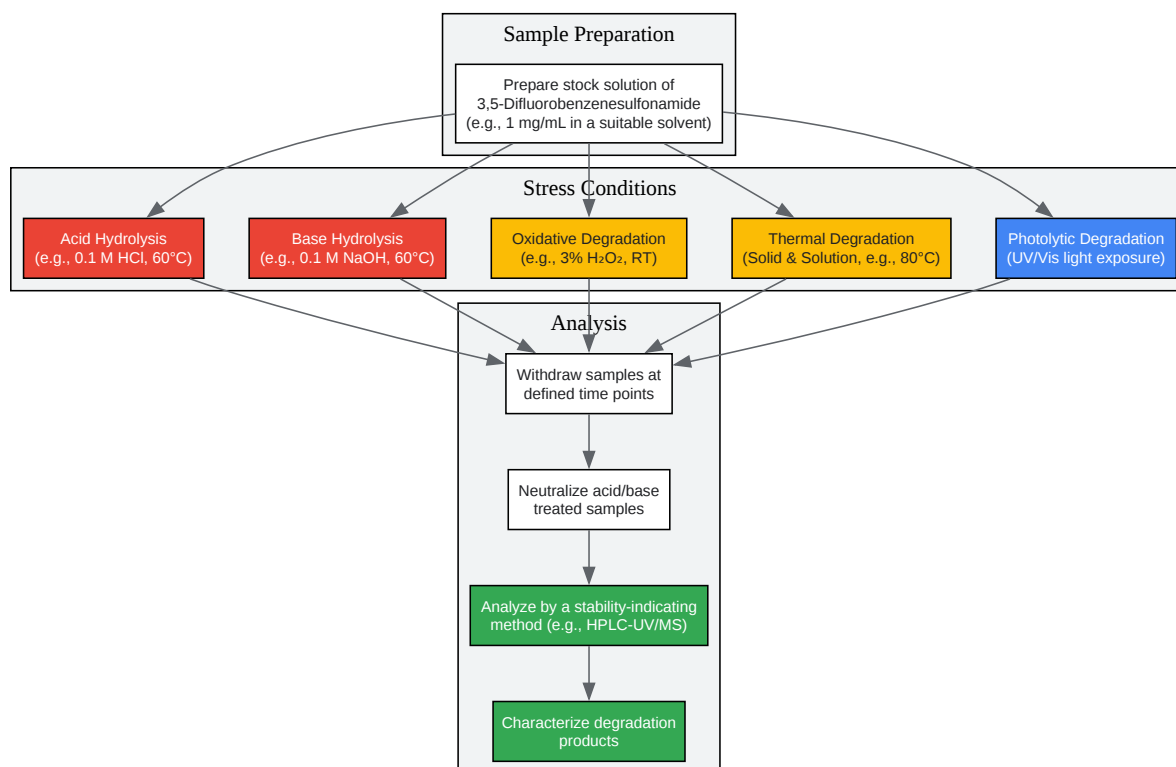 Sample Preparation
Prepare stock solution of
3,5-Difluorobenzenesulfonamide
(e.g., 1 mg/mL in a suitable solvent)
Stress Conditions
Acid Hydrolysis
(e.g., 0.1 M HCl, 60°C)
Base Hydrolysis
(e.g., 0.1 M NaOH, 60°C)
Oxidative Degradation
(e.g., 3% H₂O₂, RT)
Thermal Degradation
(Solid & Solution, e.g., 80°C)
Photolytic Degradation
(UV/Vis light exposure)
Analysis
Withdraw samples at
defined time points
Neutralize acid/base
treated samples
Analyze by a stability-indicating
method (e.g., HPLC-UV/MS)
Characterize degradation
products